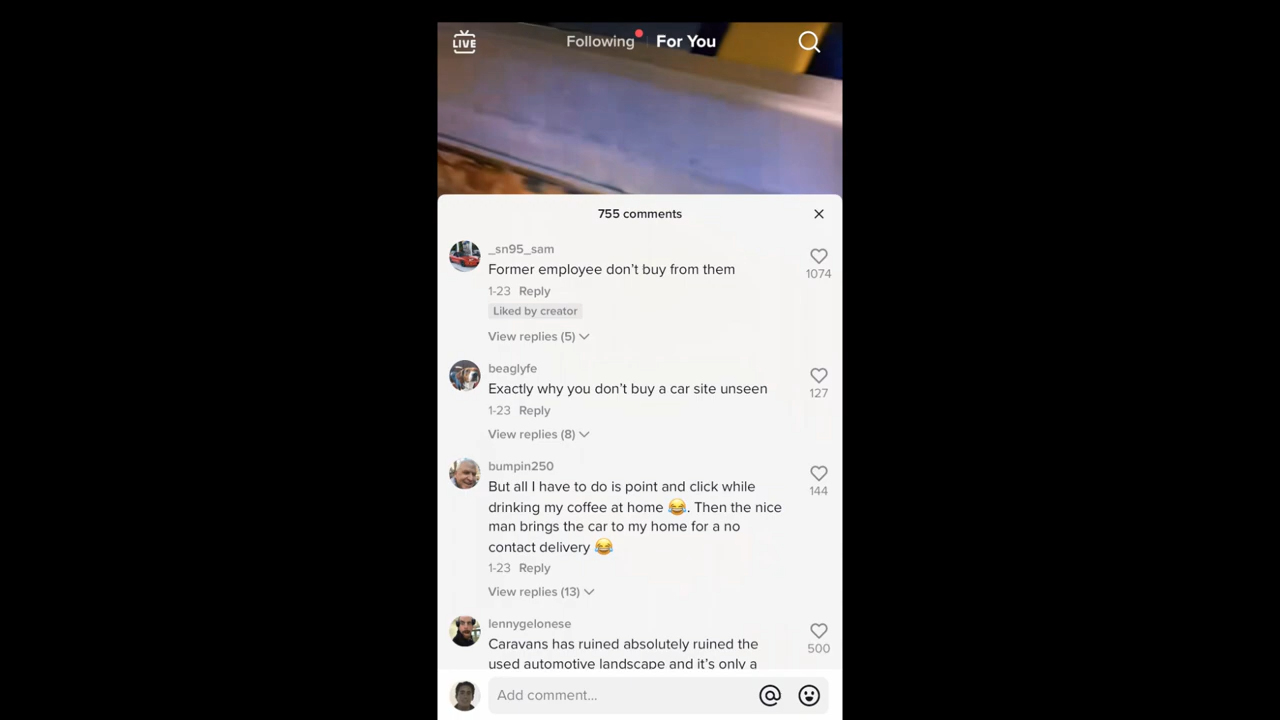 LIVE
Following
For You
755 comments
_sn95_sam
Former employee don’t buy from them
1-23 Reply
1074
Liked by creator
View replies (5)
beaglyfe
Exactly why you don’t buy a car site unseen
127
1-23 Reply
View replies (8)
bumpin250
But all I have to do is point and click while
144
drinking my coffee at home 😂. Then the nice
man brings the car to my home for a no
contact delivery 😂
1-23 Reply
View replies (13)
lennygelonese
Caravans has ruined absolutely ruined the
500
used automotive landscape and it’s only a
Add comment...